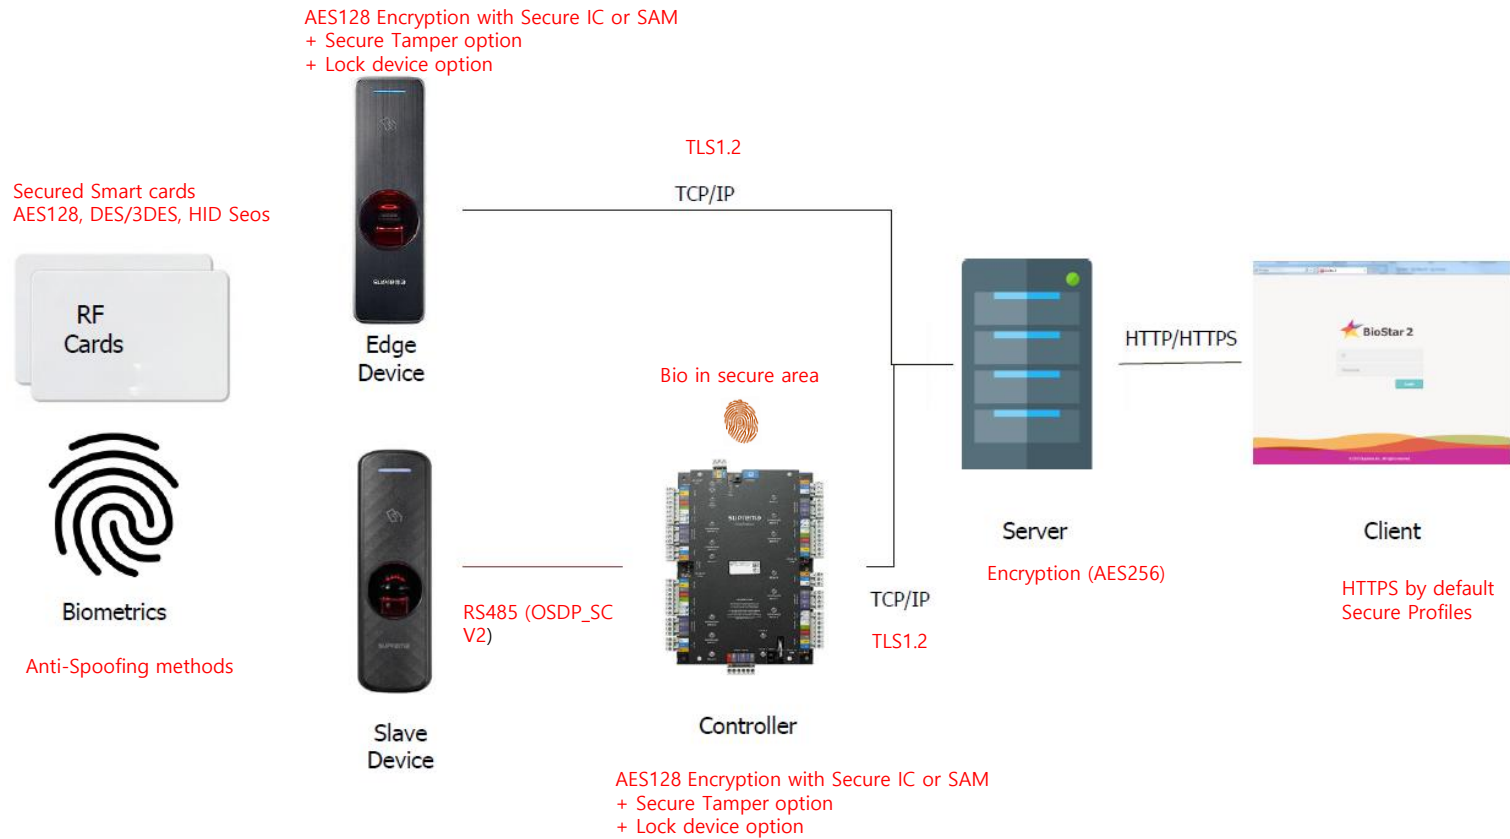 AES128 Encryption with Secure IC or SAM
+ Secure Tamper option
+ Lock device option
TLS1.2
TCP/IP
Secured Smart cards
AES128, DES/3DES, HID Seos
RF
Cards
suprema
Edge
Device
HTTP/HTTPS
BioStar 2
Bio in secure area
suprema
Server
Client
Encryption (AES256)
HTTPS by default
Secure Profiles
Biometrics
RS485 (OSDP_SC
V2)
TCP/IP
TLS1.2
suprema
Anti-Spoofing methods
Slave
Device
Controller
AES128 Encryption with Secure IC or SAM
+ Secure Tamper option
+ Lock device option